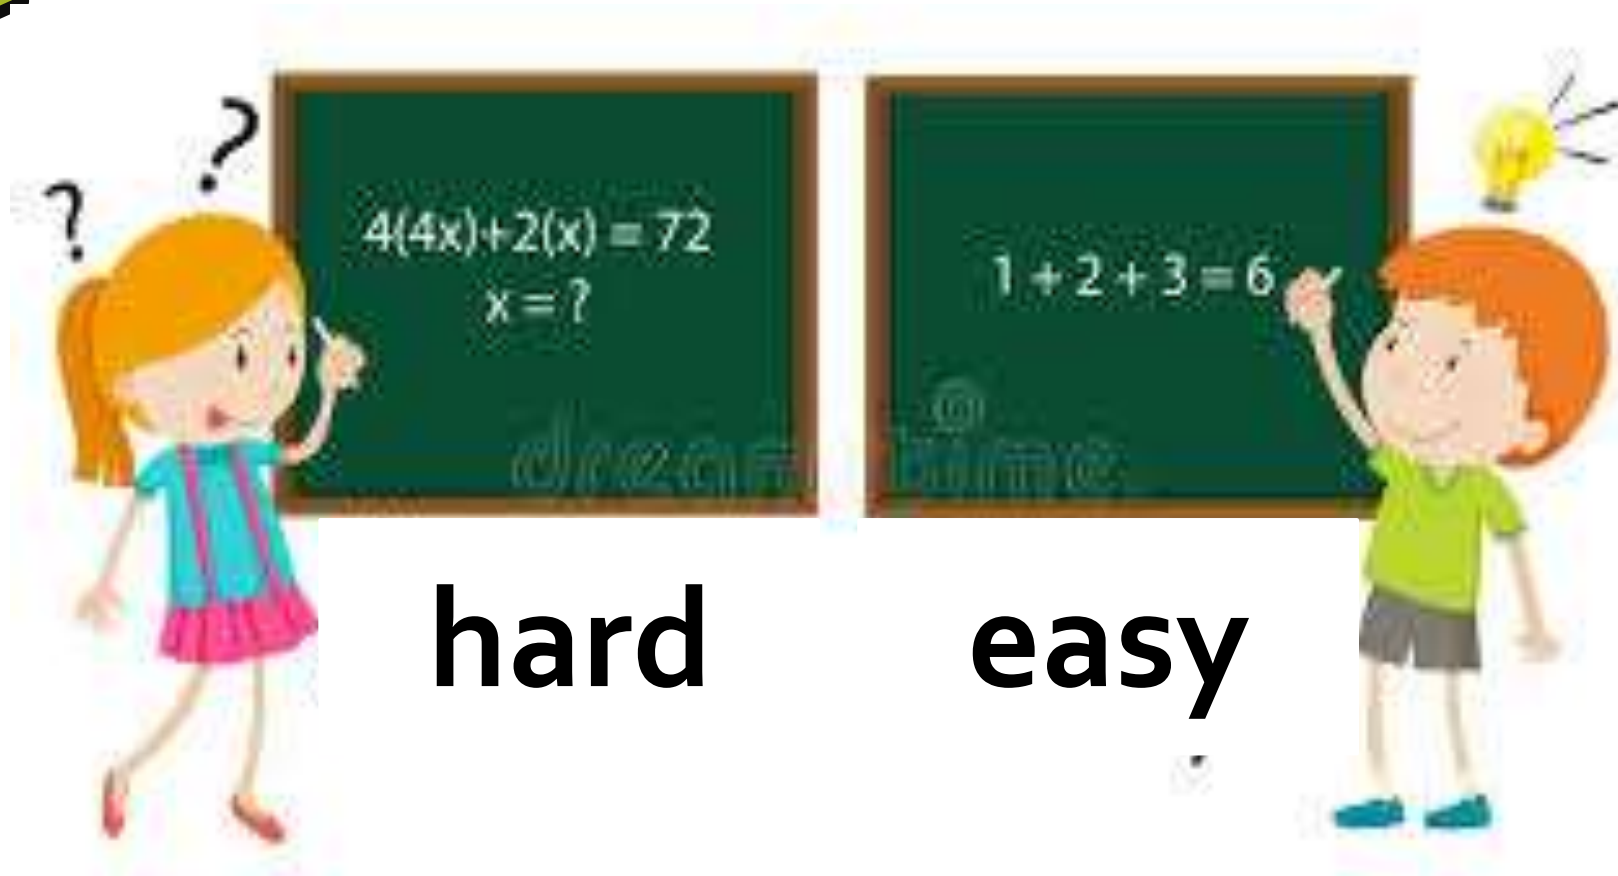 ?
?
4(4x)+2(x) = 72
x = ?
1 + 2 + 3 = 6
hard
easy